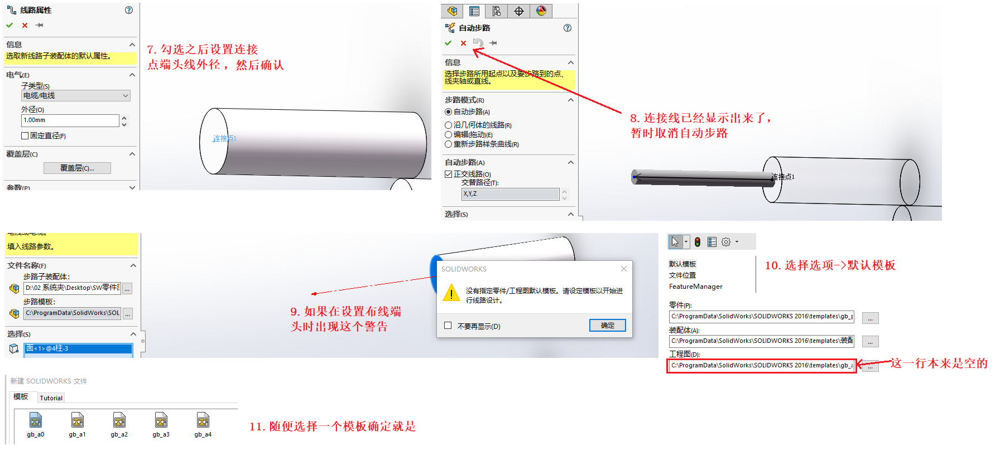 线路属性
信息
选取新线路子装配体的默认属性。
电气(E)
子类型(S)
电缆/电线
外径(O)
1.00mm
固定直径(F)
覆盖层(C)
覆盖层(C)...
参数(P)
7. 勾选之后设置连接
点端头线外径，然后确认
连接点1
自动步路
信息
选择步路所用起点以及要步路到的点、
线夹轴或直线。
步路模式(R)
自动步路(A)
沿几何体的线路(R)
编辑(拖动)(E)
重新步路样条曲线(R)
自动步路(A)
正交线路(O)
交替路径(T):
X,Y,Z
选择(S)
8. 连接线已经显示出来了，
暂时取消自动步路
连接点1
填入线路参数。
文件名称(F)
步路子装配体:
D:\02 系统夹\Desktop\SW零件
...
步路模板:
C:\ProgramData\SolidWorks\SOL
...
选择(S)
面<1>@4柱-3
9. 如果在设置布线端
头时出现这个警告
SOLIDWORKS
没有指定零件/工程图默认模板。请设定模板以开始进
行线路设计。
不要再显示(D)
确定
默认模板
文件位置
FeatureManager
10. 选择选项->默认模板
零件(P):
C:\ProgramData\SolidWorks\SOLIDWORKS 2016\templates\gb_p
...
装配体(A):
C:\ProgramData\SolidWorks\SOLIDWORKS 2016\templates\装配
...
工程图(D):
C:\ProgramData\SolidWorks\SOLIDWORKS 2016\templates\gb_a
...
这一行本来是空的
新建 SOLIDWORKS 文件
模板
Tutorial
gb_a0
gb_a1
gb_a2
gb_a3
gb_a4
11. 随便选择一个模板确定就是